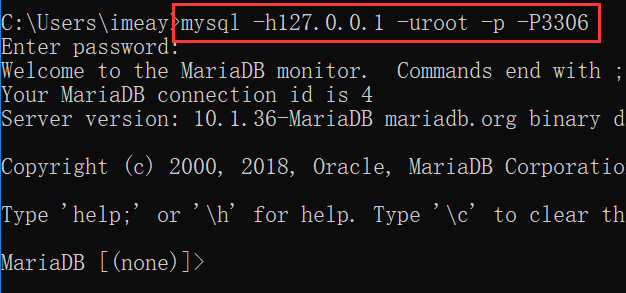 C:\Users\imeay>mysql -h127.0.0.1 -uroot -p -P3306
Enter password:
Welcome to the MariaDB monitor.  Commands end with ;
Your MariaDB connection id is 4
Server version: 10.1.36-MariaDB mariadb.org binary d
Copyright (c) 2000, 2018, Oracle, MariaDB Corporatio
Type 'help;' or '\h' for help. Type '\c' to clear th
MariaDB [(none)]>